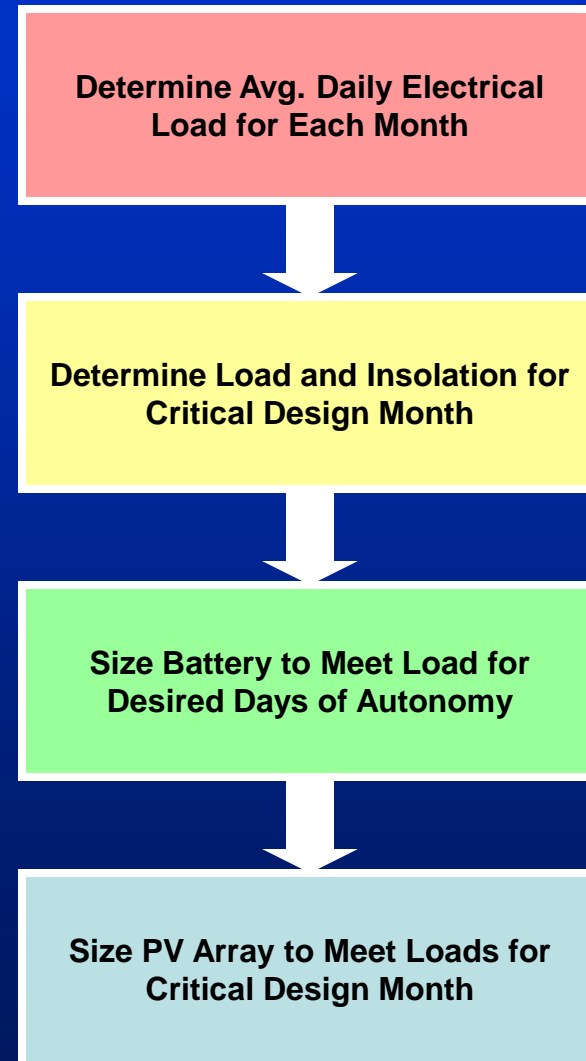 Determine Avg. Daily Electrical
Load for Each Month
Determine Load and Insolation for
Critical Design Month
Size Battery to Meet Load for
Desired Days of Autonomy
Size PV Array to Meet Loads for
Critical Design Month